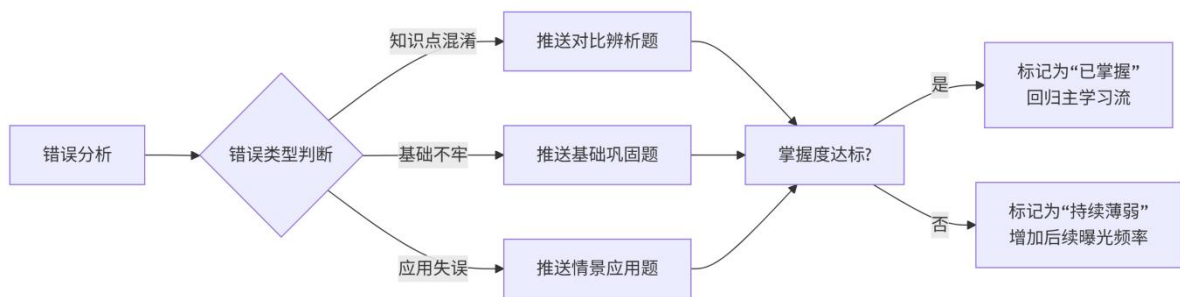 错误分析
错误类型判断
知识点混淆
基础不牢
应用失误
推送对比辨析题
推送基础巩固题
推送情景应用题
掌握度达标?
是
否
标记为“已掌握”
回归主学习流
标记为“持续薄弱”
增加后续曝光频率